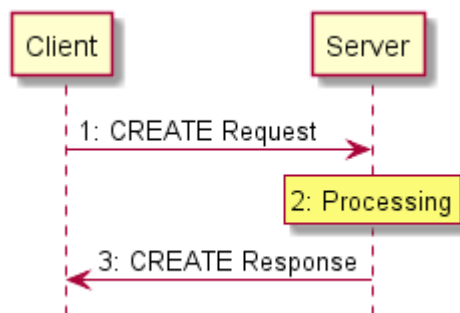 Client
Server
1: CREATE Request
2: Processing
3: CREATE Response